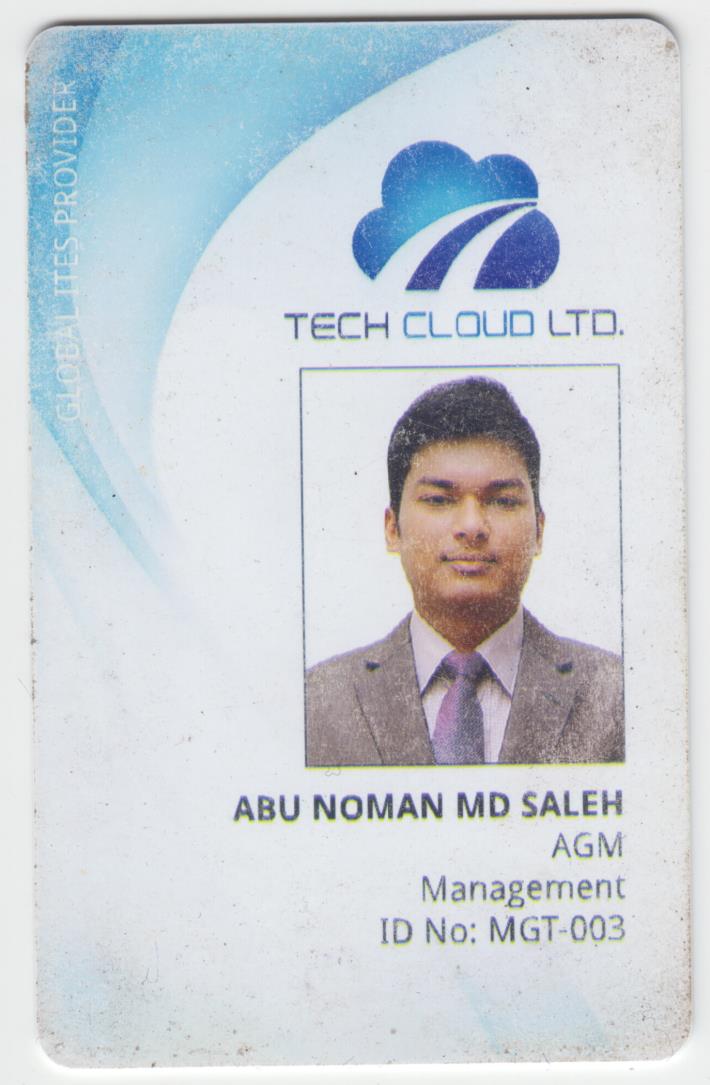 GLOBAL ITES PROVIDER
TECH CLOUD LTD.
ABU NOMAN MD SALEH
AGM
Management
ID No: MGT-003